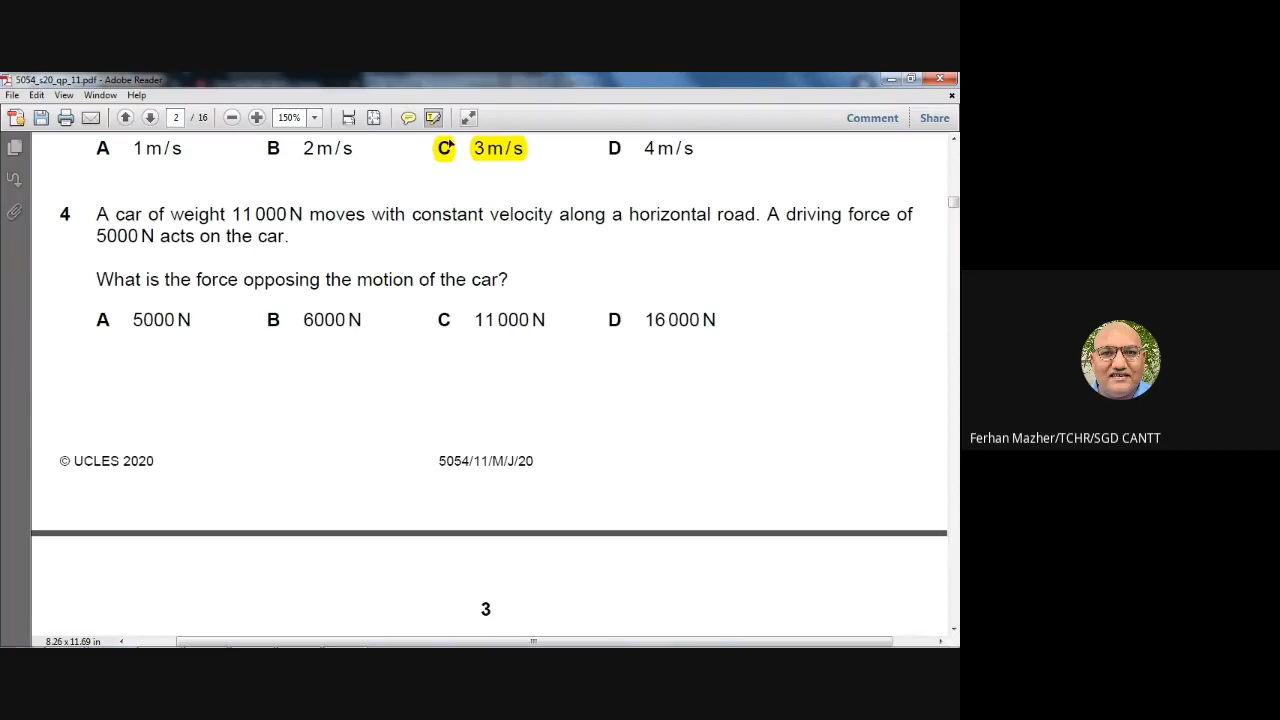 5054_s20_qp_11.pdf - Adobe Reader
File Edit View Window Help
2 / 16 150% Comment Share
A 1 m / s B 2 m / s C 3 m / s D 4 m / s
4 A car of weight 11 000 N moves with constant velocity along a horizontal road. A driving force of
5000 N acts on the car.
What is the force opposing the motion of the car?
A 5000 N B 6000 N C 11 000 N D 16 000 N
Ferhan Mazher/TCHR/SGD CANTT
© UCLES 2020 5054/11/M/J/20
3
8.26 x 11.69 in